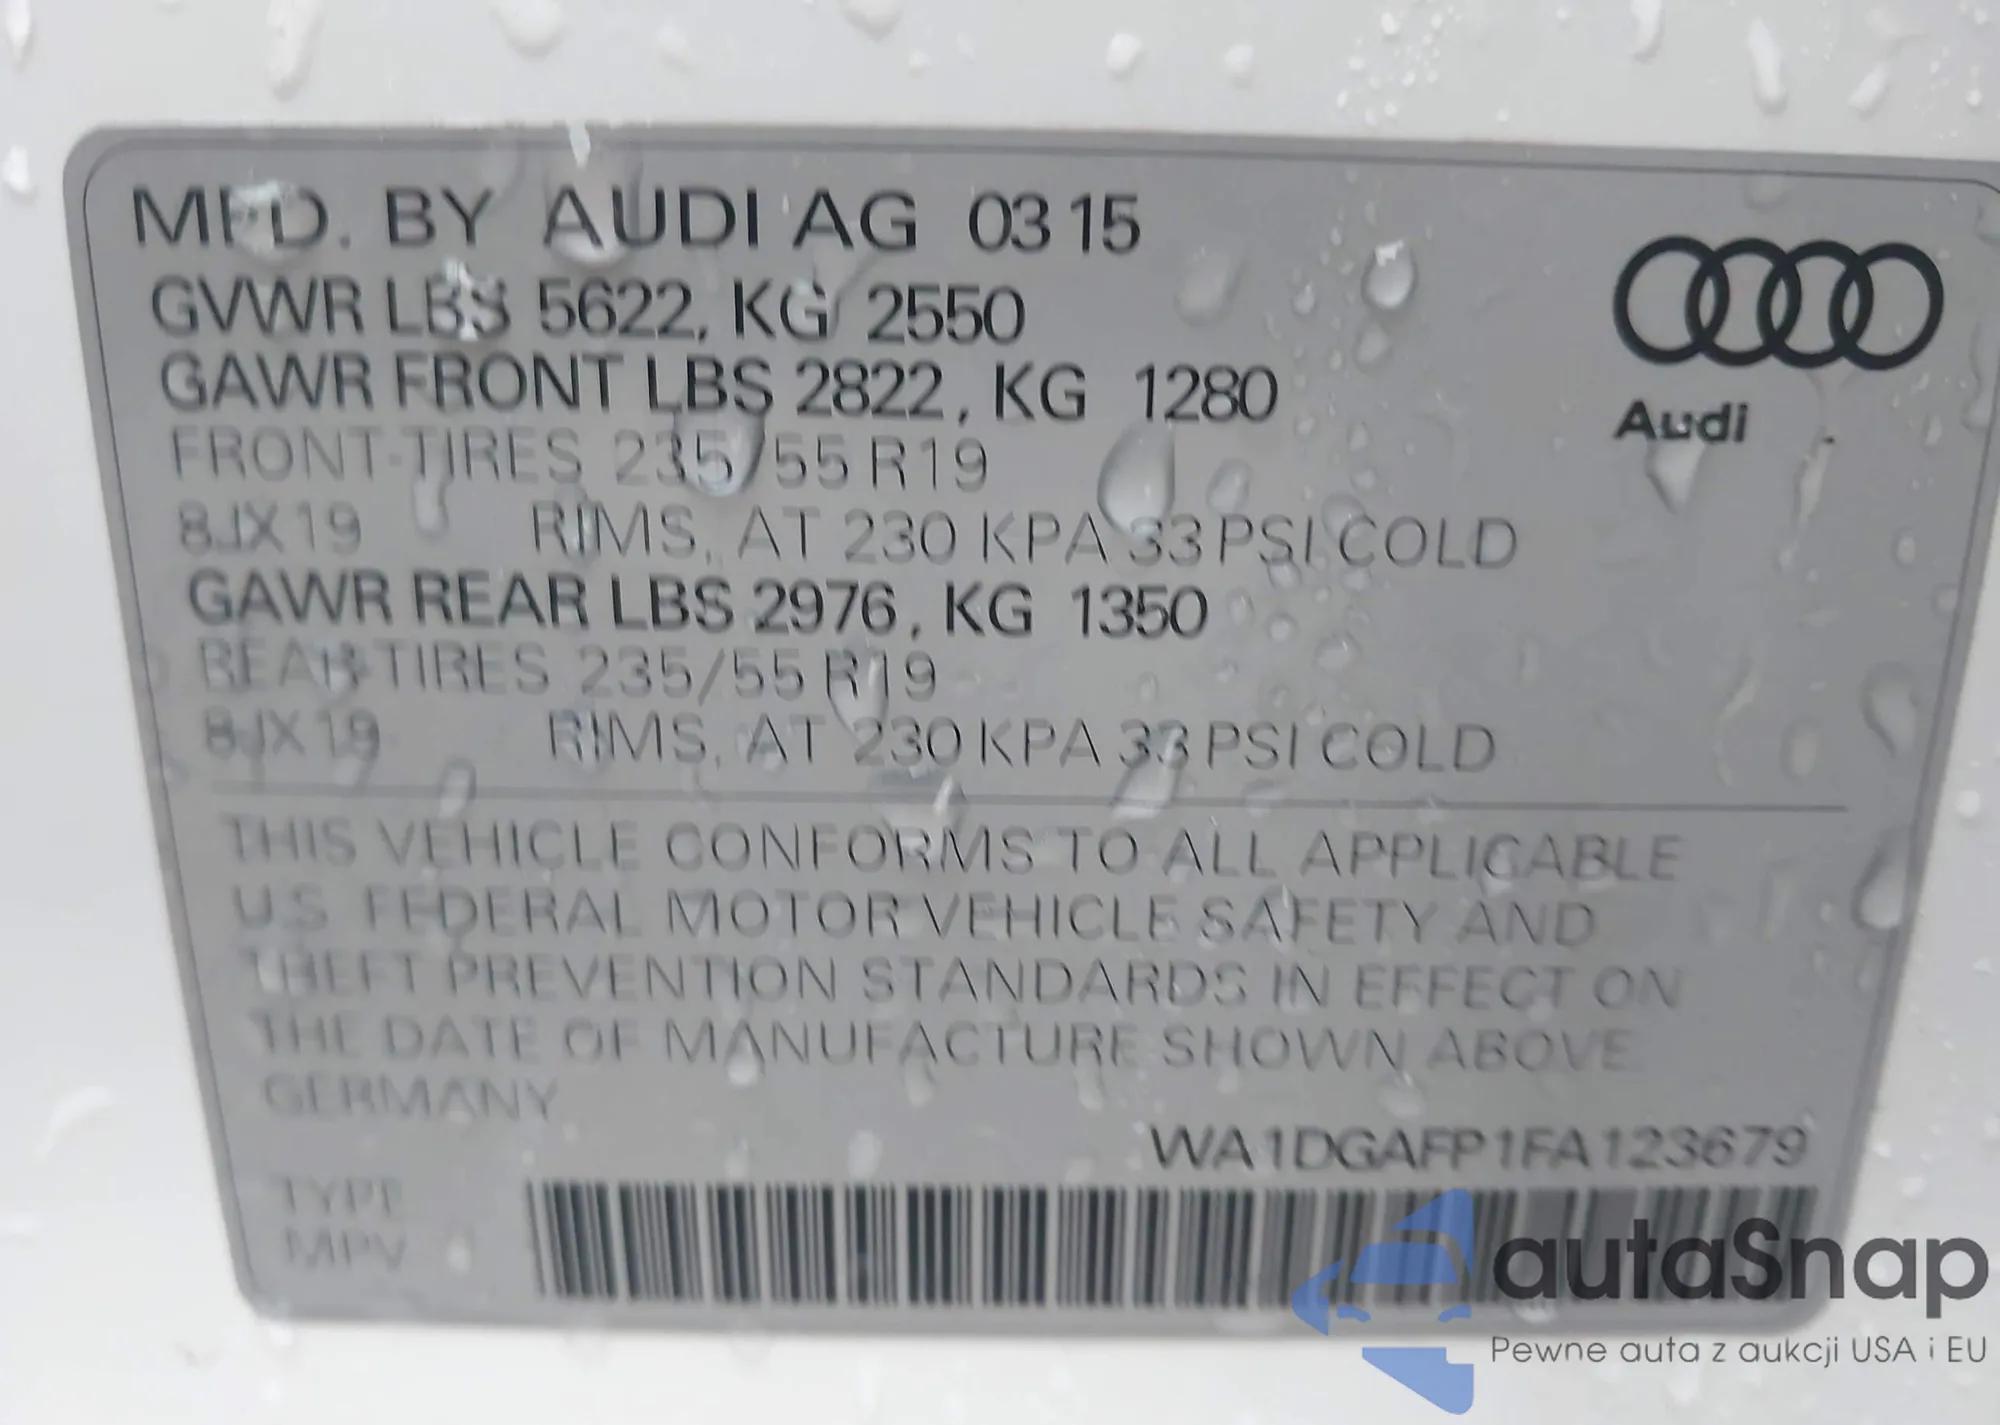 MFD. BY AUDI AG 03 15
GVWR LBS 5622, KG 2550
GAWR FRONT LBS 2822, KG 1280
FRONT-TIRES 235/55 R19
8JX19 RIMS, AT 230 KPA 33 PSI COLD
GAWR REAR LBS 2976, KG 1350
REAR-TIRES 235/55 R19
8JX19 RIMS, AT 230 KPA 33 PSI COLD
Audi
THIS VEHICLE CONFORMS TO ALL APPLICABLE
U.S FEDERAL MOTOR VEHICLE SAFETY AND
THEFT PREVENTION STANDARDS IN EFFECT ON
THE DATE OF MANUFACTURE SHOWN ABOVE
GERMANY
WA1DGAFP1FA123679
TYPE
MPV
autaSnap
Pewne auta z aukcji USA i EU